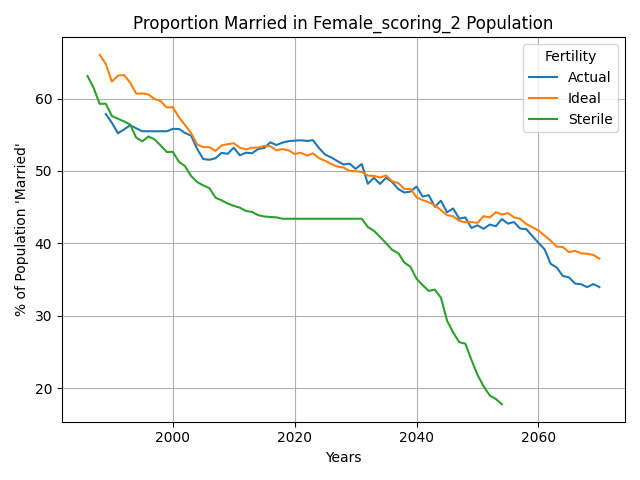 Proportion Married in Female_scoring_2 Population
Fertility
Actual
Ideal
Sterile
% of Population 'Married'
60
50
40
30
20
2000
2020
2040
2060
Years